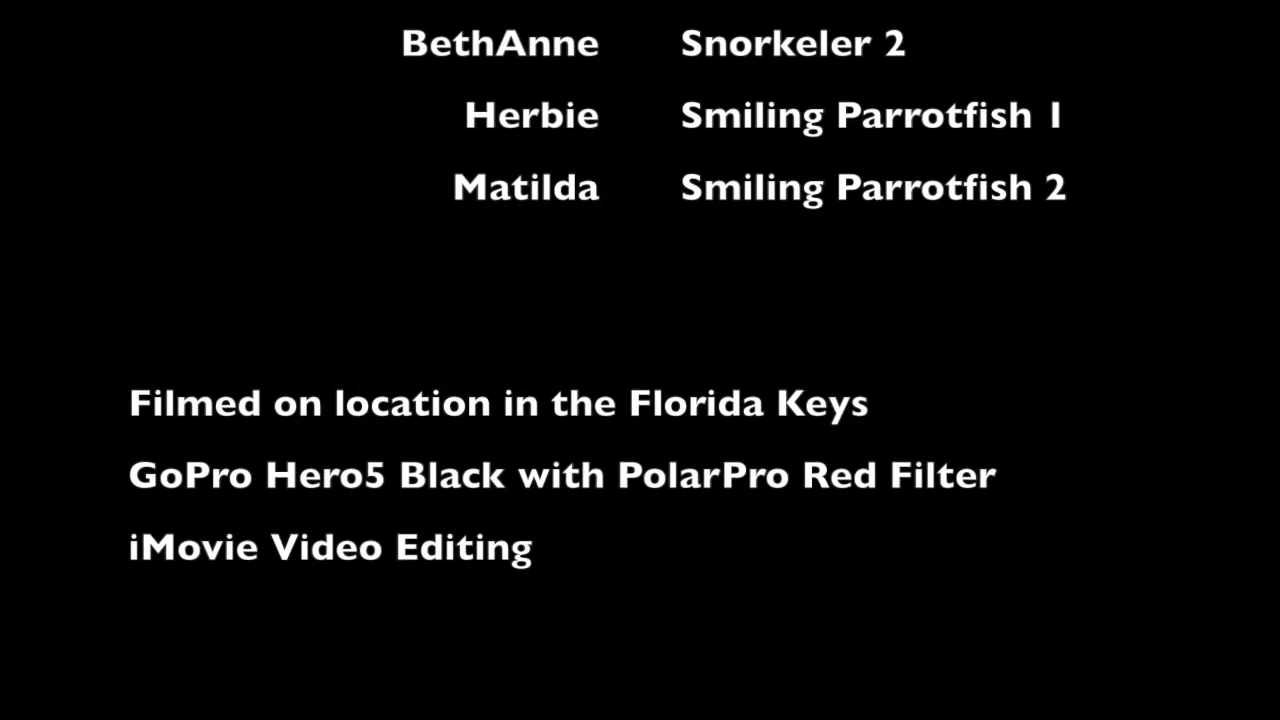 BethAnne Snorkeler 2
Herbie Smiling Parrotfish 1
Matilda Smiling Parrotfish 2
Filmed on location in the Florida Keys
GoPro Hero5 Black with PolarPro Red Filter
iMovie Video Editing